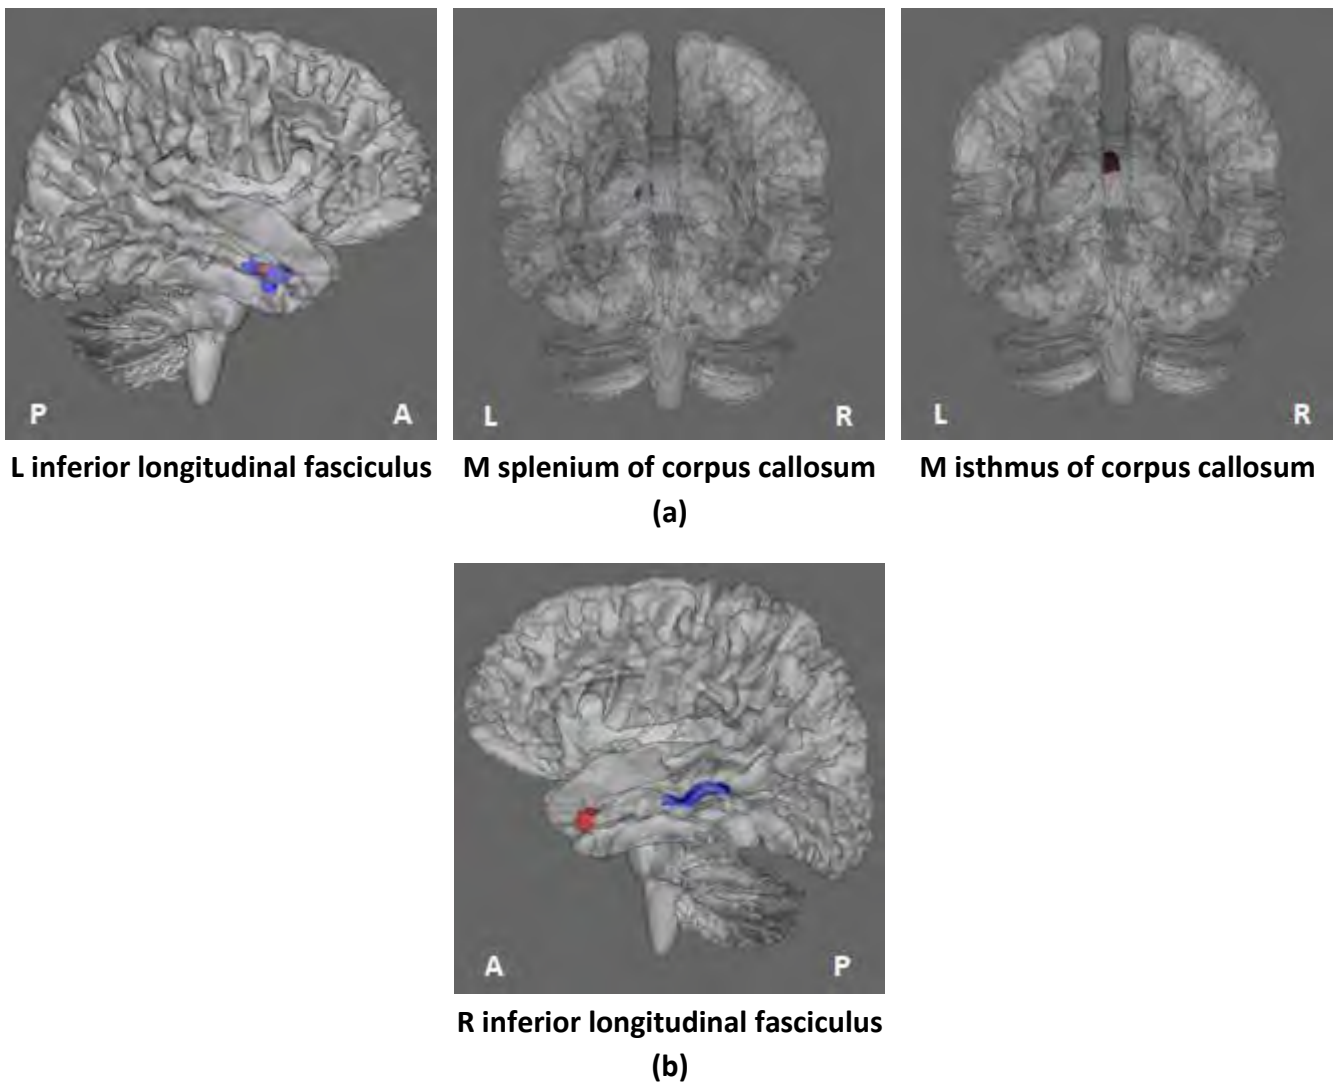 P A L R L R
L inferior longitudinal fasciculus M splenium of corpus callosum M isthmus of corpus callosum
(a)
A P
R inferior longitudinal fasciculus
(b)